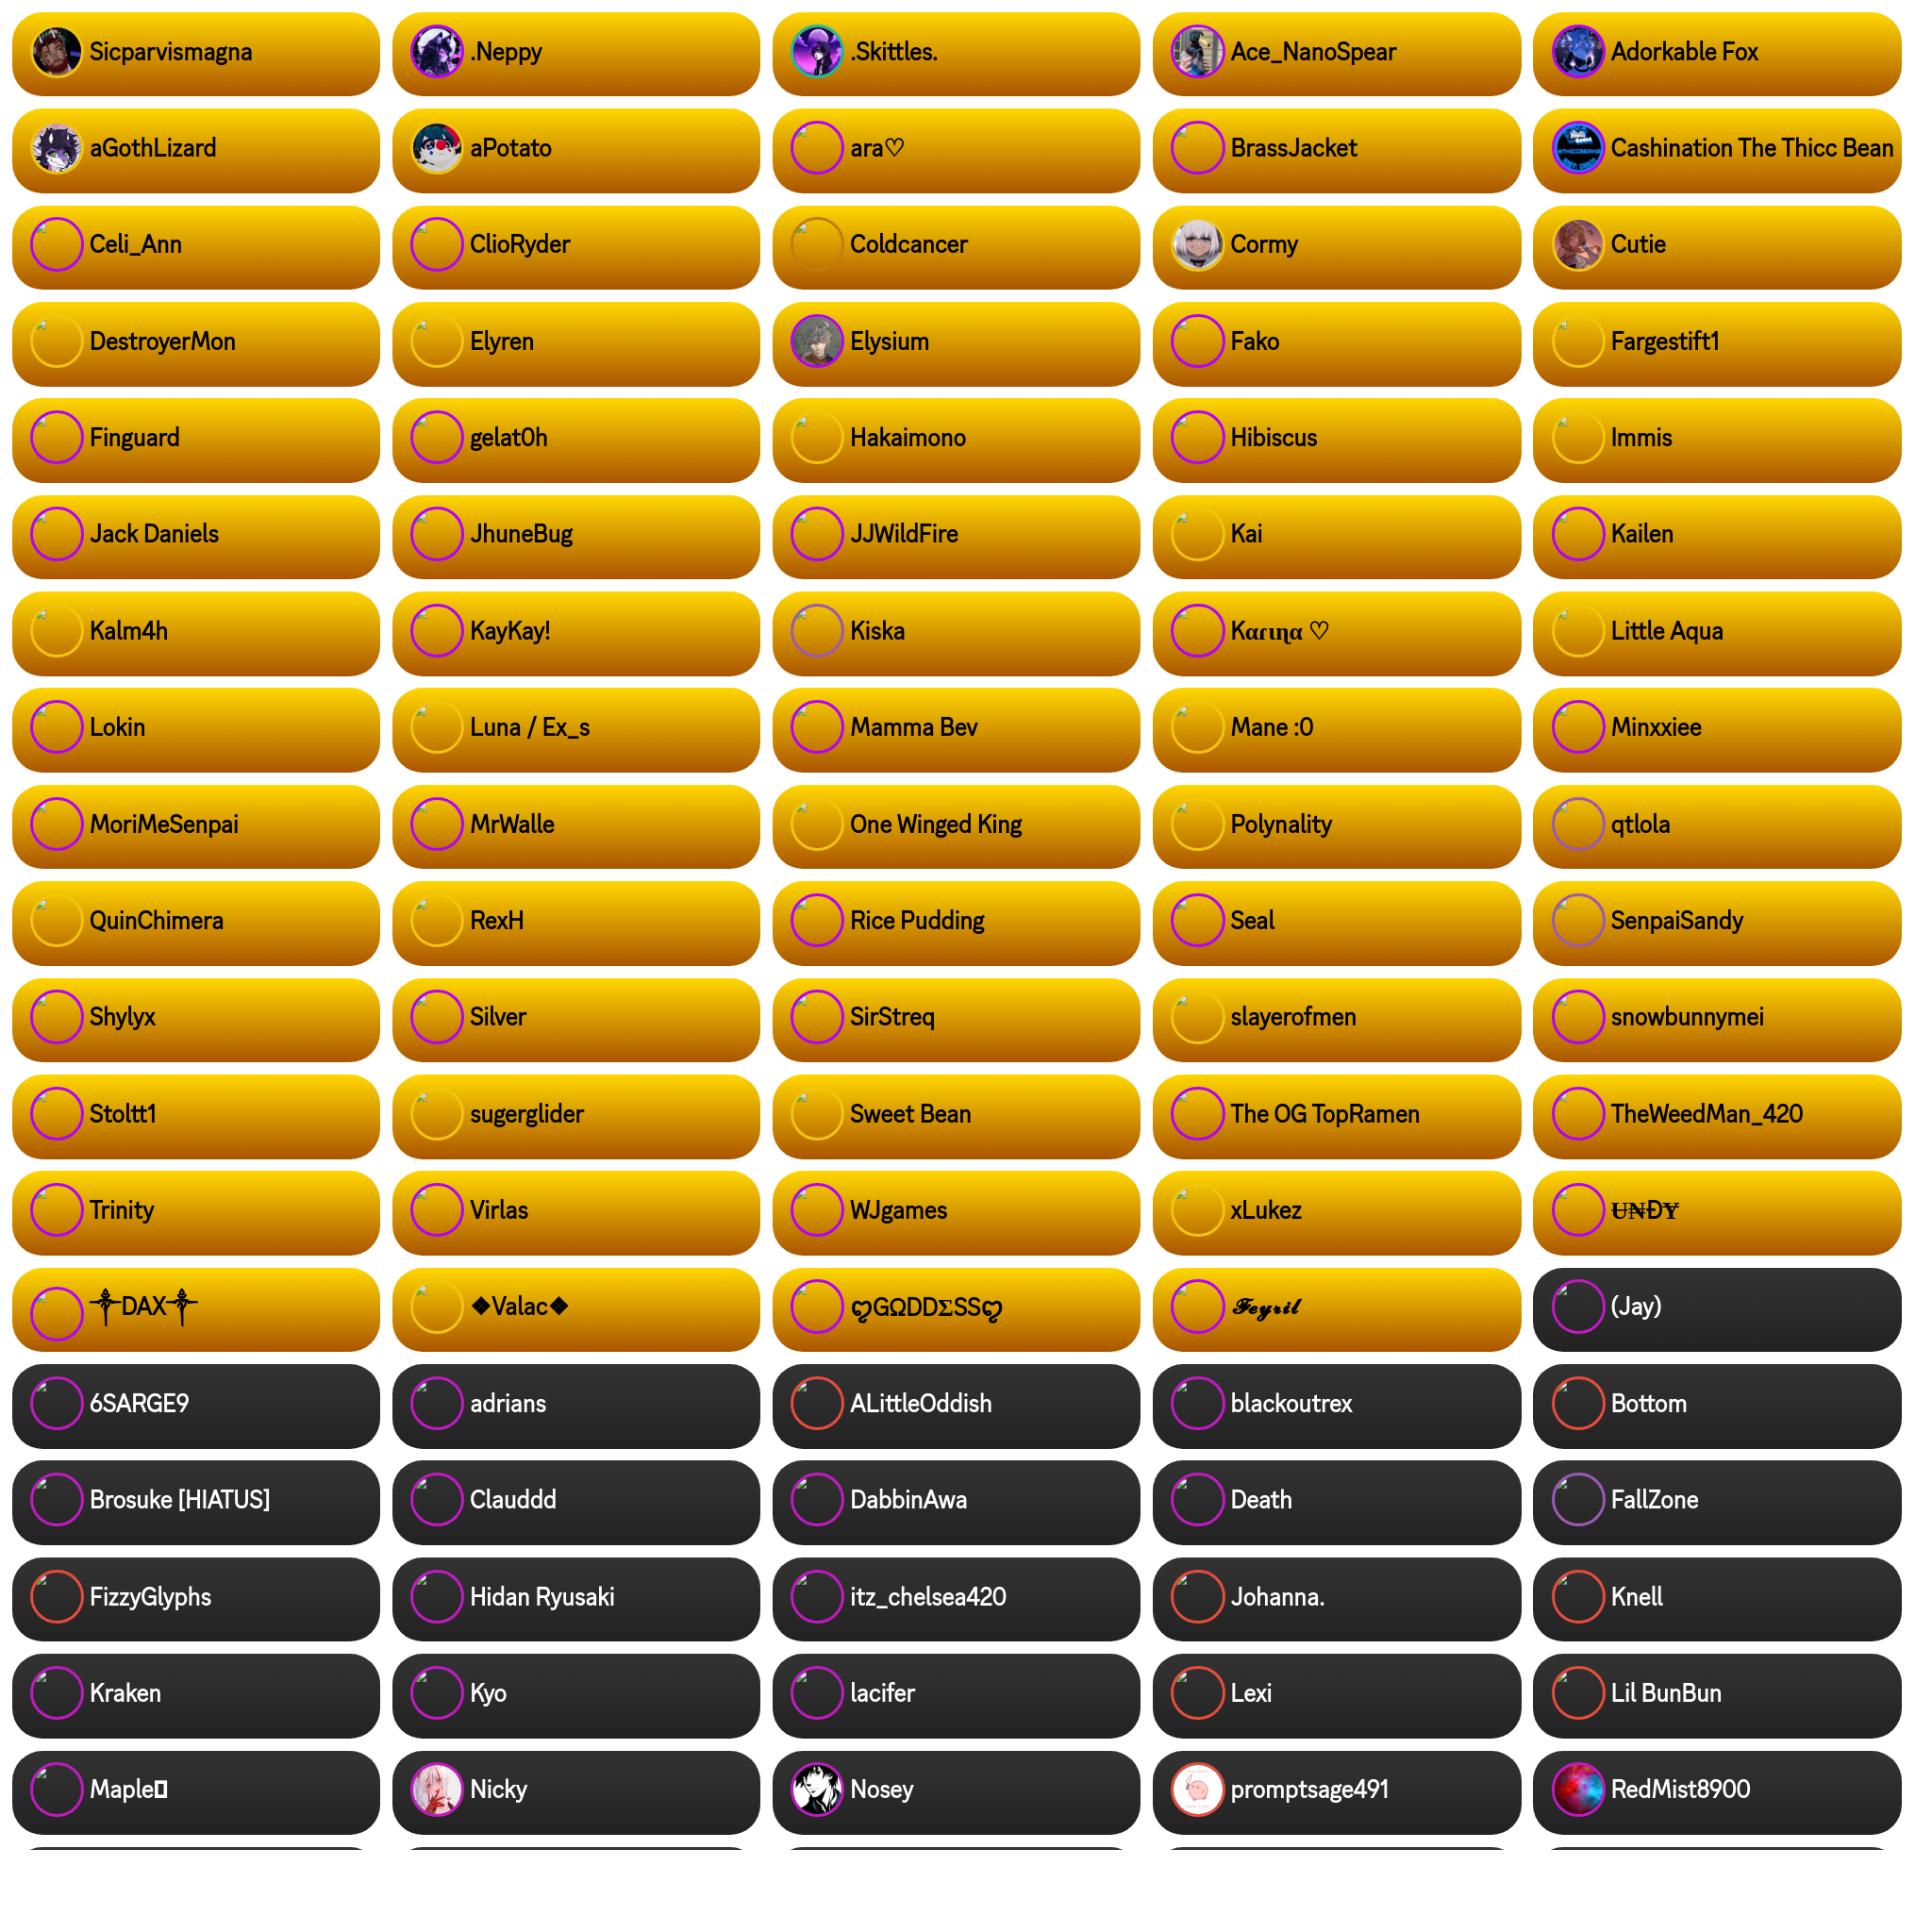 Sicparvismagna
.Neppy
.Skittles.
Ace_NanoSpear
Adorkable Fox
aGothLizard
aPotato
ara♡
BrassJacket
Cashination The Thicc Bean
Celi_Ann
ClioRyder
Coldcancer
Cormy
Cutie
DestroyerMon
Elyren
Elysium
Fako
Fargestift1
Finguard
gelat0h
Hakaimono
Hibiscus
Immis
Jack Daniels
JhuneBug
JJWildFire
Kai
Kailen
Kalm4h
KayKay!
Kiska
Kαɾιɳα ♡
Little Aqua
Lokin
Luna / Ex_s
Mamma Bev
Mane :0
Minxxiee
MoriMeSenpai
MrWalle
One Winged King
Polynality
qtlola
QuinChimera
RexH
Rice Pudding
Seal
SenpaiSandy
Shylyx
Silver
SirStreq
slayerofmen
snowbunnymei
Stoltt1
sugerglider
Sweet Bean
The OG TopRamen
TheWeedMan_420
Trinity
Virlas
WJgames
xLukez
U̶₦ĐɎ
༒DAX༒
❖Valac❖
ლGΩDDΣSSლ
𝓕𝓮𝔂𝓻𝓲𝓵
(Jay)
6SARGE9
adrians
ALittleOddish
blackoutrex
Bottom
Brosuke [HIATUS]
Clauddd
DabbinAwa
Death
FallZone
FizzyGlyphs
Hidan Ryusaki
itz_chelsea420
Johanna.
Knell
Kraken
Kyo
lacifer
Lexi
Lil BunBun
Maple
Nicky
Nosey
promptsage491
RedMist8900